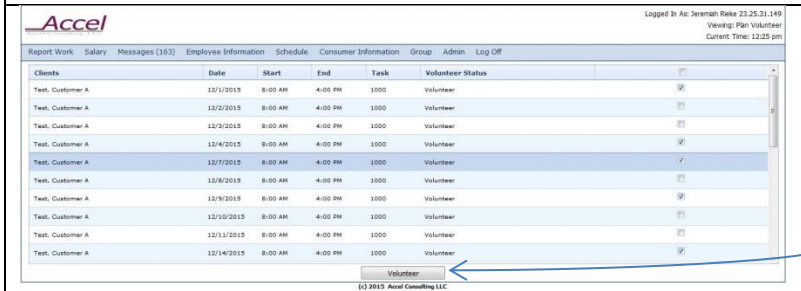 Accel
Logged In As: Jeremiah Rieke 23.25.31.149
Viewing: Plan Volunteer
Current Time: 12:25 pm
Report Work Salary Messages (163) Employee Information Schedule Consumer Information Group Admin Log Off
Clients Date Start End Task Volunteer Status
Test, Customer A 12/1/2015 8:00 AM 4:00 PM 1000 Volunteer
Test, Customer A 12/2/2015 8:00 AM 4:00 PM 1000 Volunteer
Test, Customer A 12/3/2015 8:00 AM 4:00 PM 1000 Volunteer
Test, Customer A 12/4/2015 8:00 AM 4:00 PM 1000 Volunteer
Test, Customer A 12/7/2015 8:00 AM 4:00 PM 1000 Volunteer
Test, Customer A 12/8/2015 8:00 AM 4:00 PM 1000 Volunteer
Test, Customer A 12/9/2015 8:00 AM 4:00 PM 1000 Volunteer
Test, Customer A 12/10/2015 8:00 AM 4:00 PM 1000 Volunteer
Test, Customer A 12/11/2015 8:00 AM 4:00 PM 1000 Volunteer
Test, Customer A 12/14/2015 8:00 AM 4:00 PM 1000 Volunteer
Volunteer
(c) 2015 Accel Consulting LLC